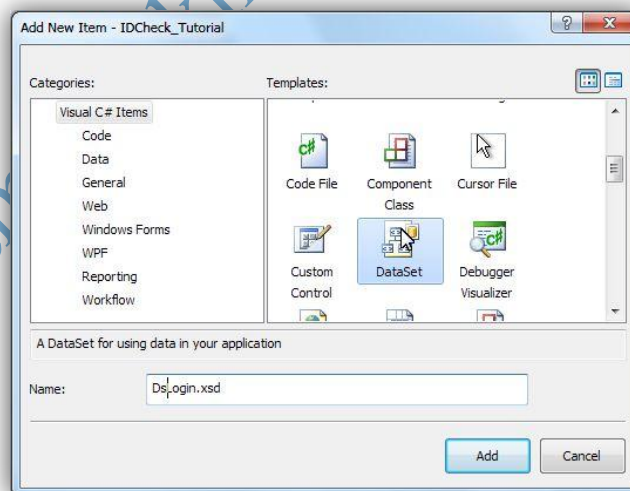 Add New Item - IDCheck_Tutorial
Categories:
Templates:
Visual C# Items
Code
Data
General
Web
Windows Forms
WPF
Reporting
Workflow
Code File
Component Class
Cursor File
Custom Control
DataSet
Debugger Visualizer
A DataSet for using data in your application
Name:
DsLogin.xsd
Add
Cancel